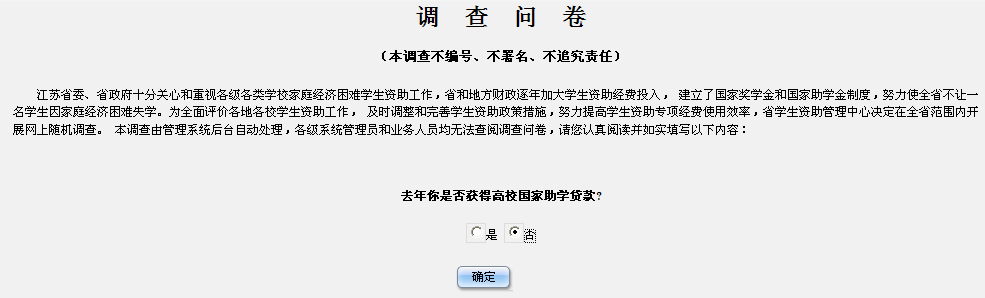 调 查 问 卷
（本调查不编号、不署名、不追究责任）
江苏省委、省政府十分关心和重视各级各类学校家庭经济困难学生资助工作，省和地方财政逐年加大学生资助经费投入， 建立了国家奖学金和国家助学金制度，努力使全省不让一
名学生因家庭经济困难失学。为全面评价各地各校学生资助工作， 及时调整和完善学生资助政策措施，努力提高学生资助专项经费使用效率，省学生资助管理中心决定在全省范围内开
展网上随机调查。 本调查由管理系统后台自动处理，各级系统管理员和业务人员均无法查阅调查问卷，请您认真阅读并如实填写以下内容：
去年你是否获得高校国家助学贷款?
是 否
确定